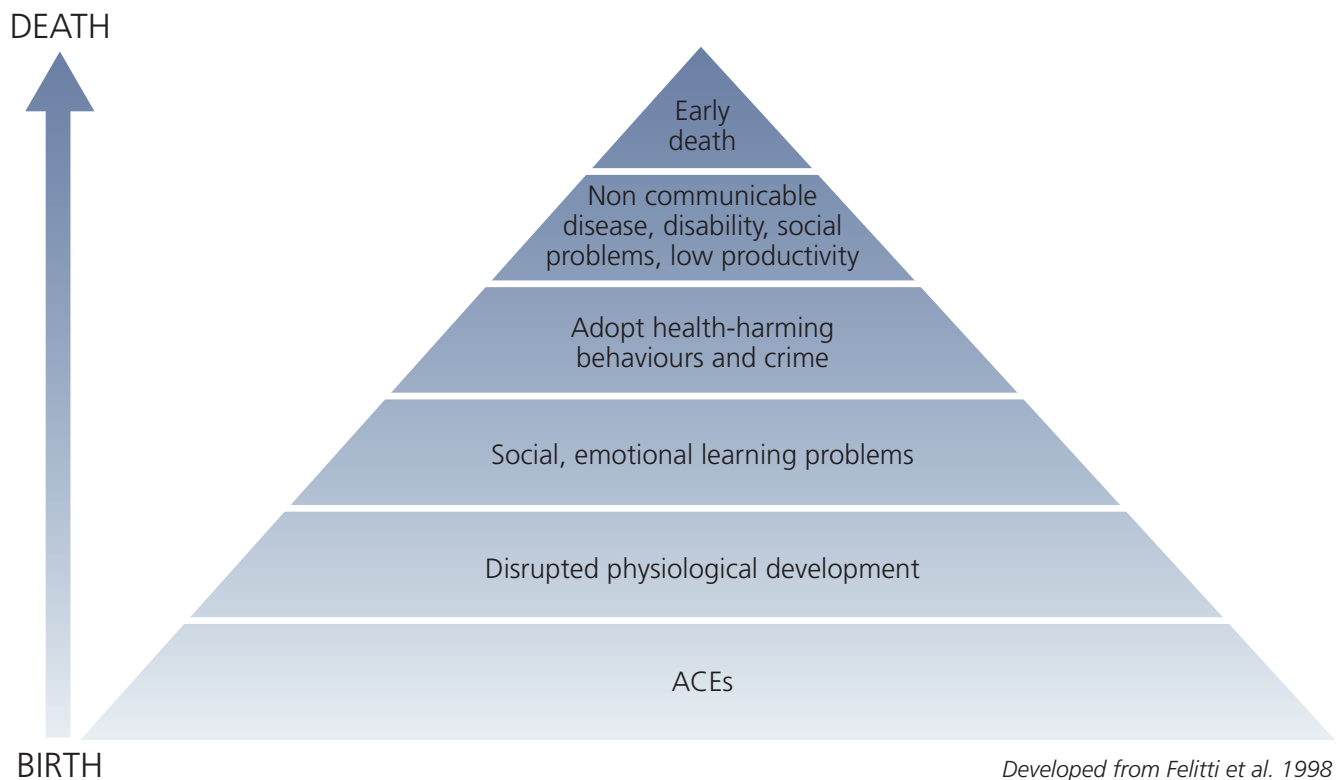 DEATH
Early
death
Non communicable
disease, disability, social
problems, low productivity
Adopt health-harming
behaviours and crime
Social, emotional learning problems
Disrupted physiological development
ACEs
BIRTH
Developed from Felitti et al. 1998